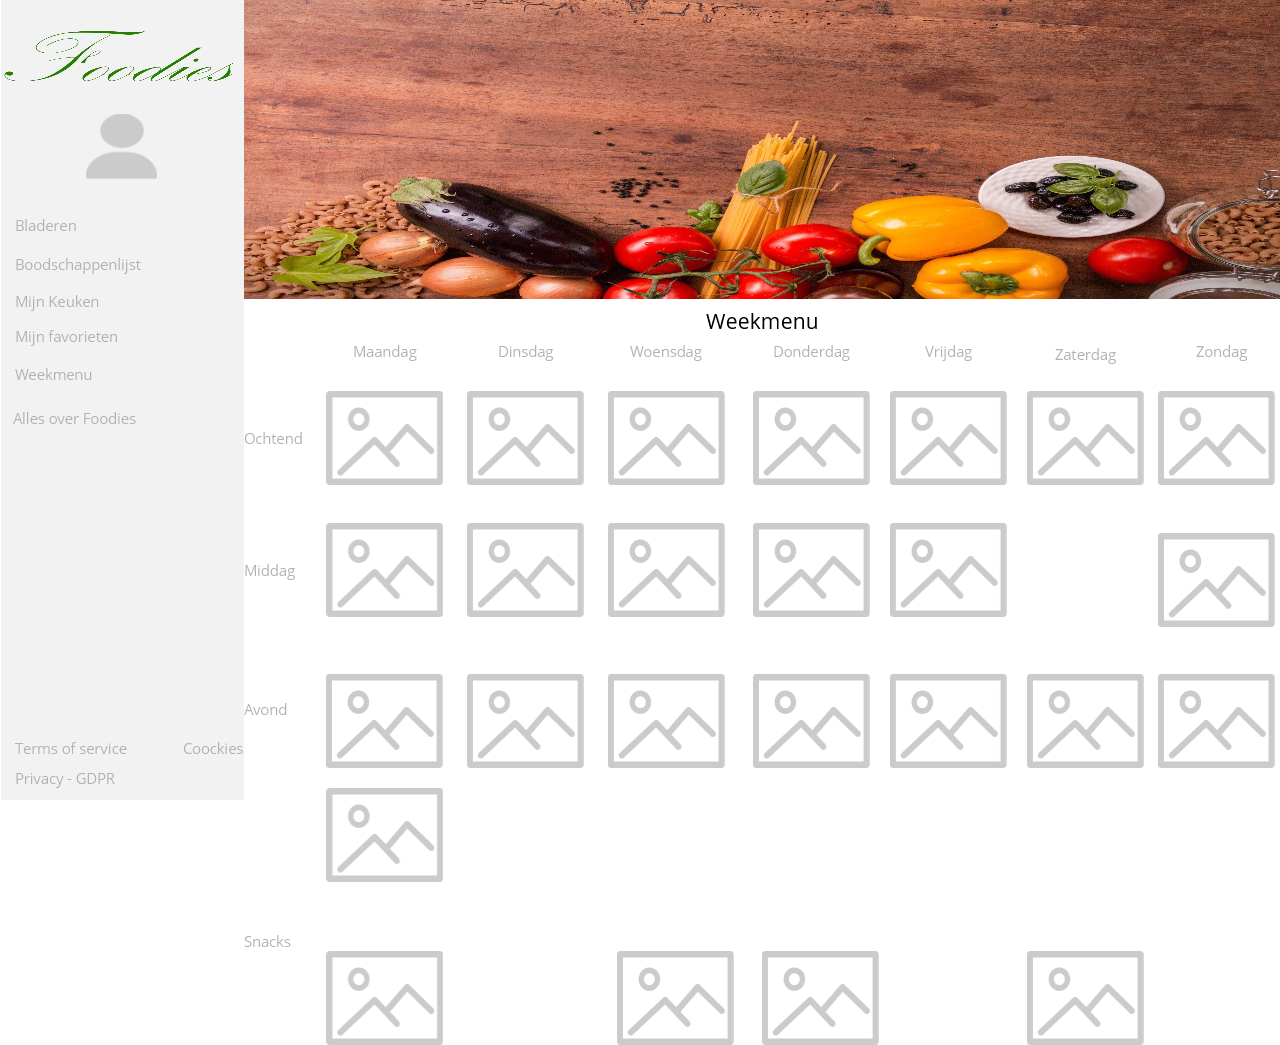 Foodies
Bladeren
Boodschappenlijst
Mijn Keuken
Mijn favorieten
Weekmenu
Alles over Foodies
Terms of service
Coockies
Privacy - GDPR
Weekmenu
Maandag Dinsdag Woensdag Donderdag Vrijdag Zaterdag Zondag
Ochtend
Middag
Avond
Snacks